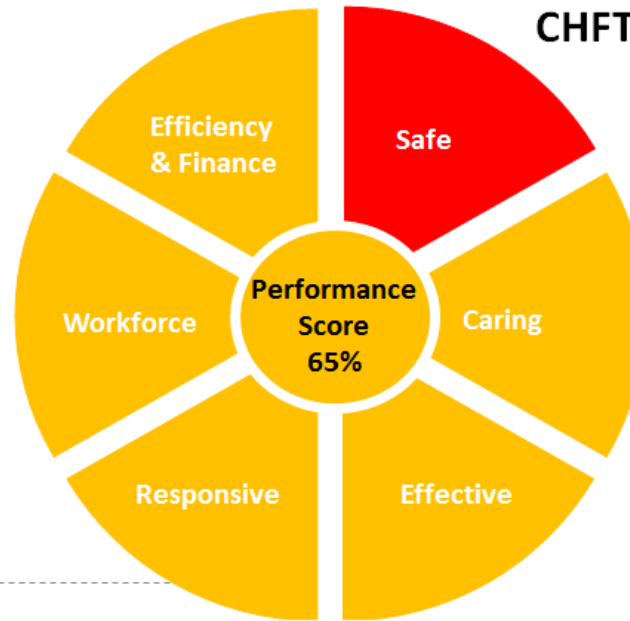 CHFT
Efficiency
& Finance
Safe
Performance
Score
65%
Workforce
Caring
Responsive
Effective